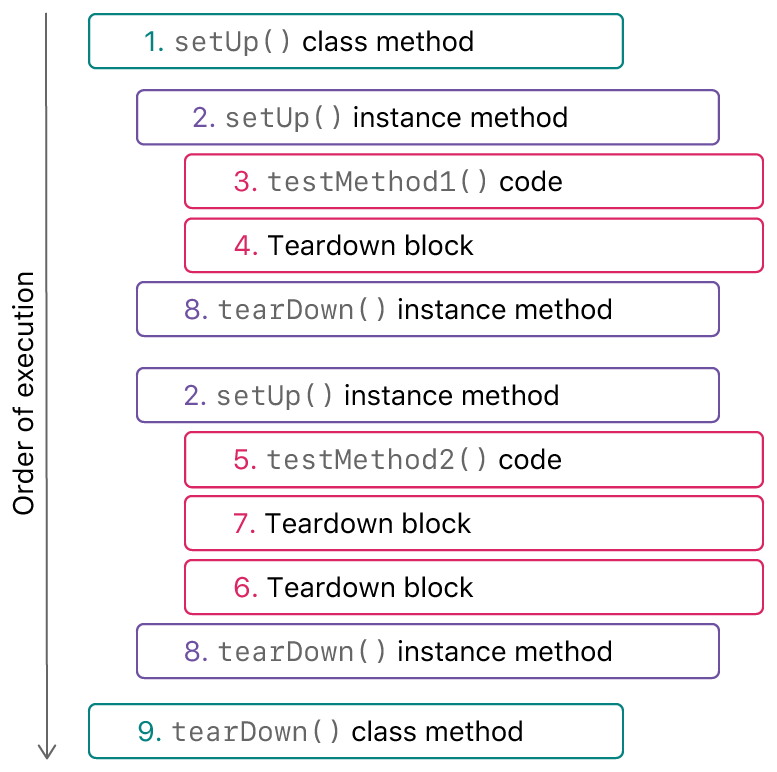 1. setUp() class method
2. setUp() instance method
3. testMethod1() code
4. Teardown block
8. tearDown() instance method
2. setUp() instance method
5. testMethod2() code
7. Teardown block
6. Teardown block
8. tearDown() instance method
9. tearDown() class method
Order of execution